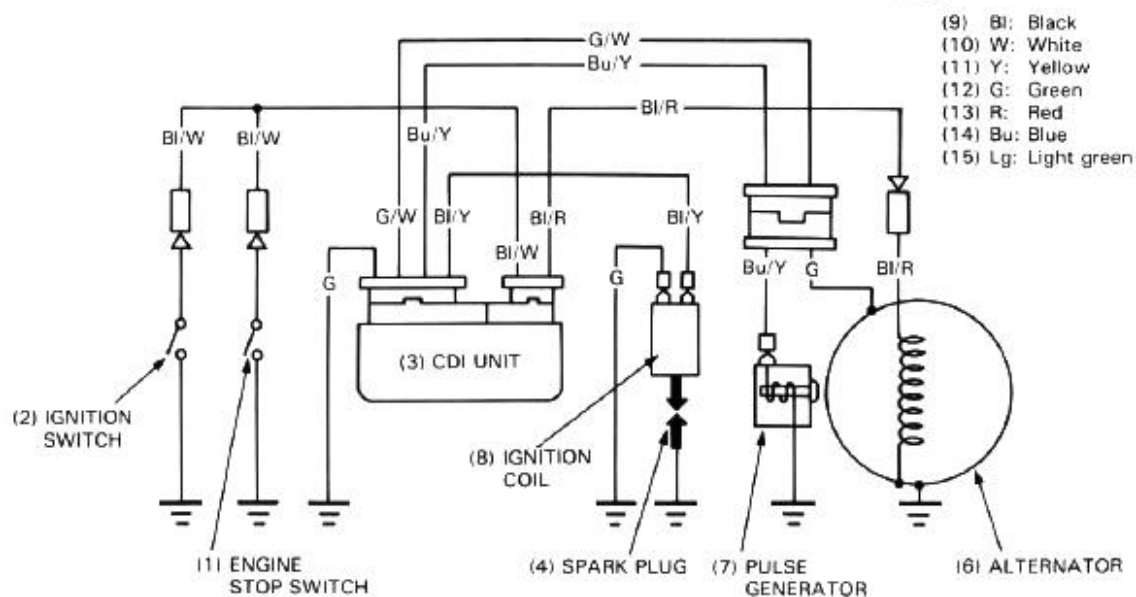 (9) Bl: Black
(10) W: White
(11) Y: Yellow
(12) G: Green
(13) R: Red
(14) Bu: Blue
(15) Lg: Light green
G/W
Bu/Y
Bl/R
Bl/W
Bl/W
Bu/Y
G/W
Bl/Y
Bl/W
Bl/R
Bl/Y
G
G
Bu/Y
G
Bl/R
(3) CDI UNIT
(2) IGNITION
SWITCH
(8) IGNITION
COIL
(1) ENGINE
STOP SWITCH
(4) SPARK PLUG
(7) PULSE
GENERATOR
(6) ALTERNATOR